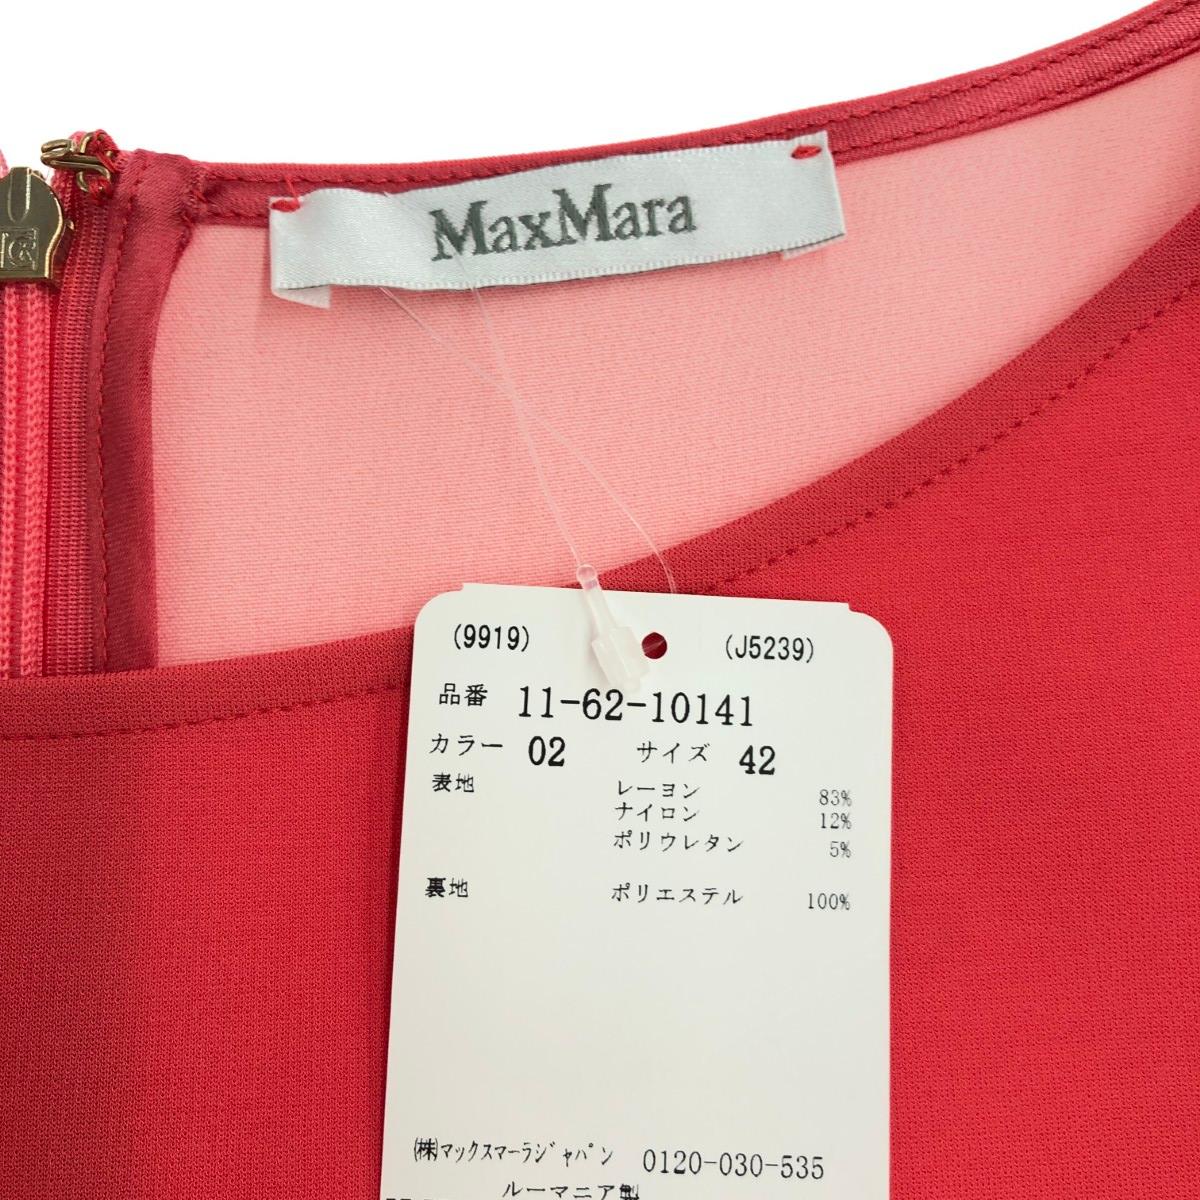 MaxMara
(9919) (J5239)
品番 11-62-10141
カラー 02 サイズ 42
表地 レーヨン 83%
ナイロン 12%
ポリウレタン 5%
裏地 ポリエステル 100%
㈱マックスマーラジャパン 0120-030-535
ルーマニア製